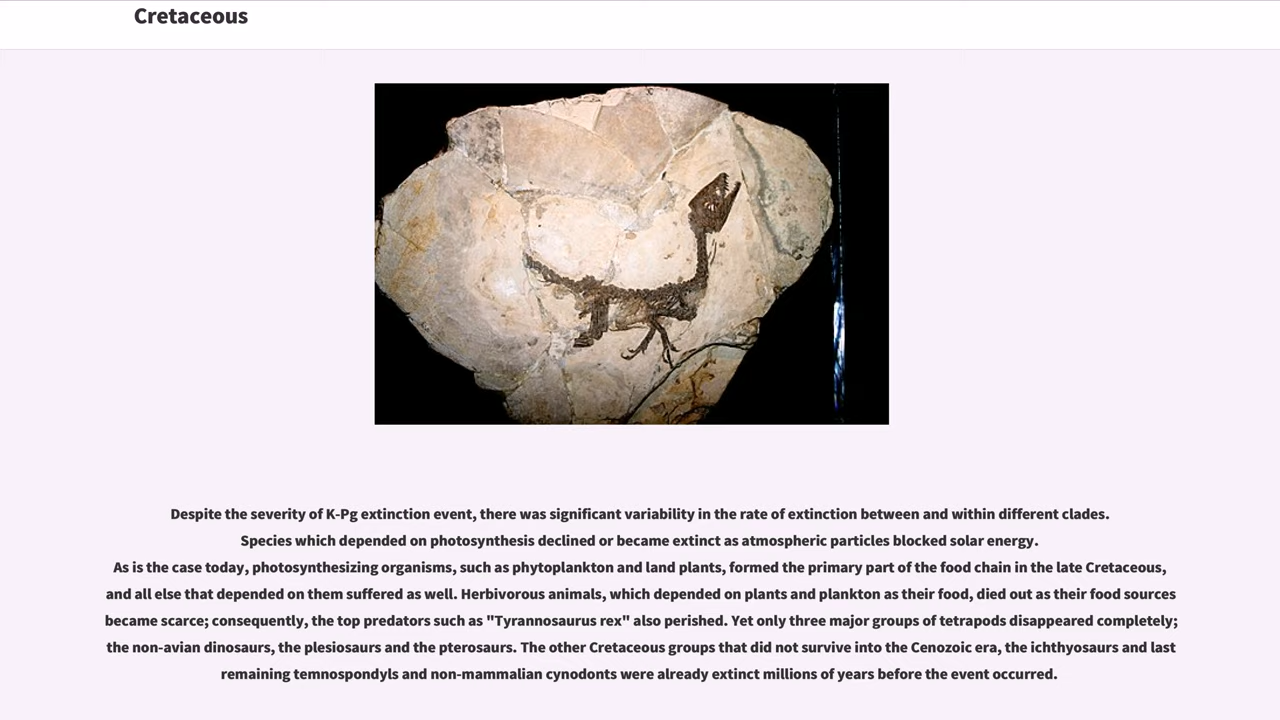 Cretaceous
Despite the severity of K-Pg extinction event, there was significant variability in the rate of extinction between and within different clades.
Species which depended on photosynthesis declined or became extinct as atmospheric particles blocked solar energy.
As is the case today, photosynthesizing organisms, such as phytoplankton and land plants, formed the primary part of the food chain in the late Cretaceous,
and all else that depended on them suffered as well. Herbivorous animals, which depended on plants and plankton as their food, died out as their food sources
became scarce; consequently, the top predators such as "Tyrannosaurus rex" also perished. Yet only three major groups of tetrapods disappeared completely;
the non-avian dinosaurs, the plesiosaurs and the pterosaurs. The other Cretaceous groups that did not survive into the Cenozoic era, the ichthyosaurs and last
remaining temnospondyls and non-mammalian cynodonts were already extinct millions of years before the event occurred.